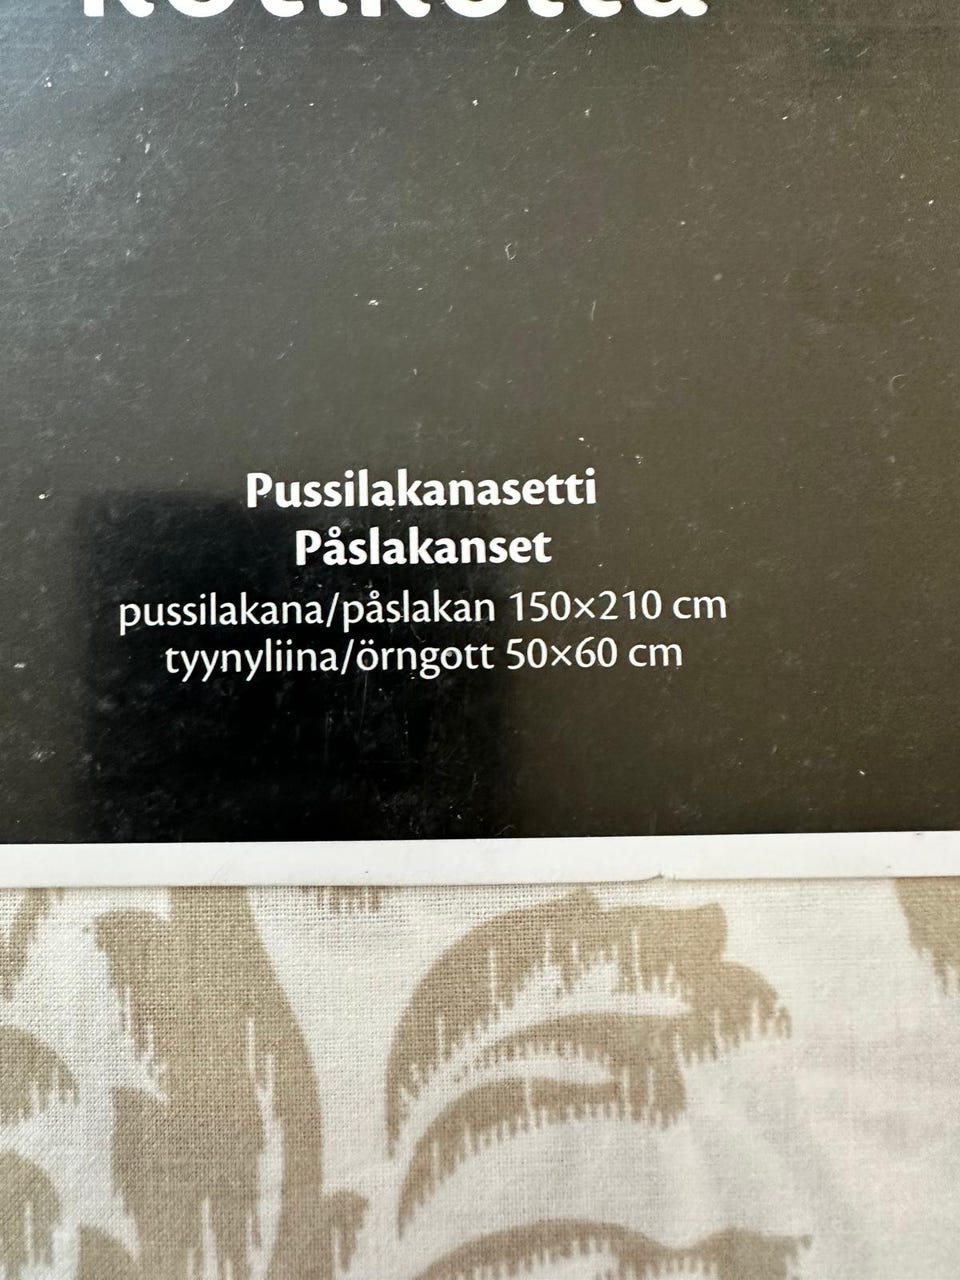 Pussilakanasetti
Påslakanset
pussilakana/påslakan 150×210 cm
tyynyliina/örngott 50×60 cm